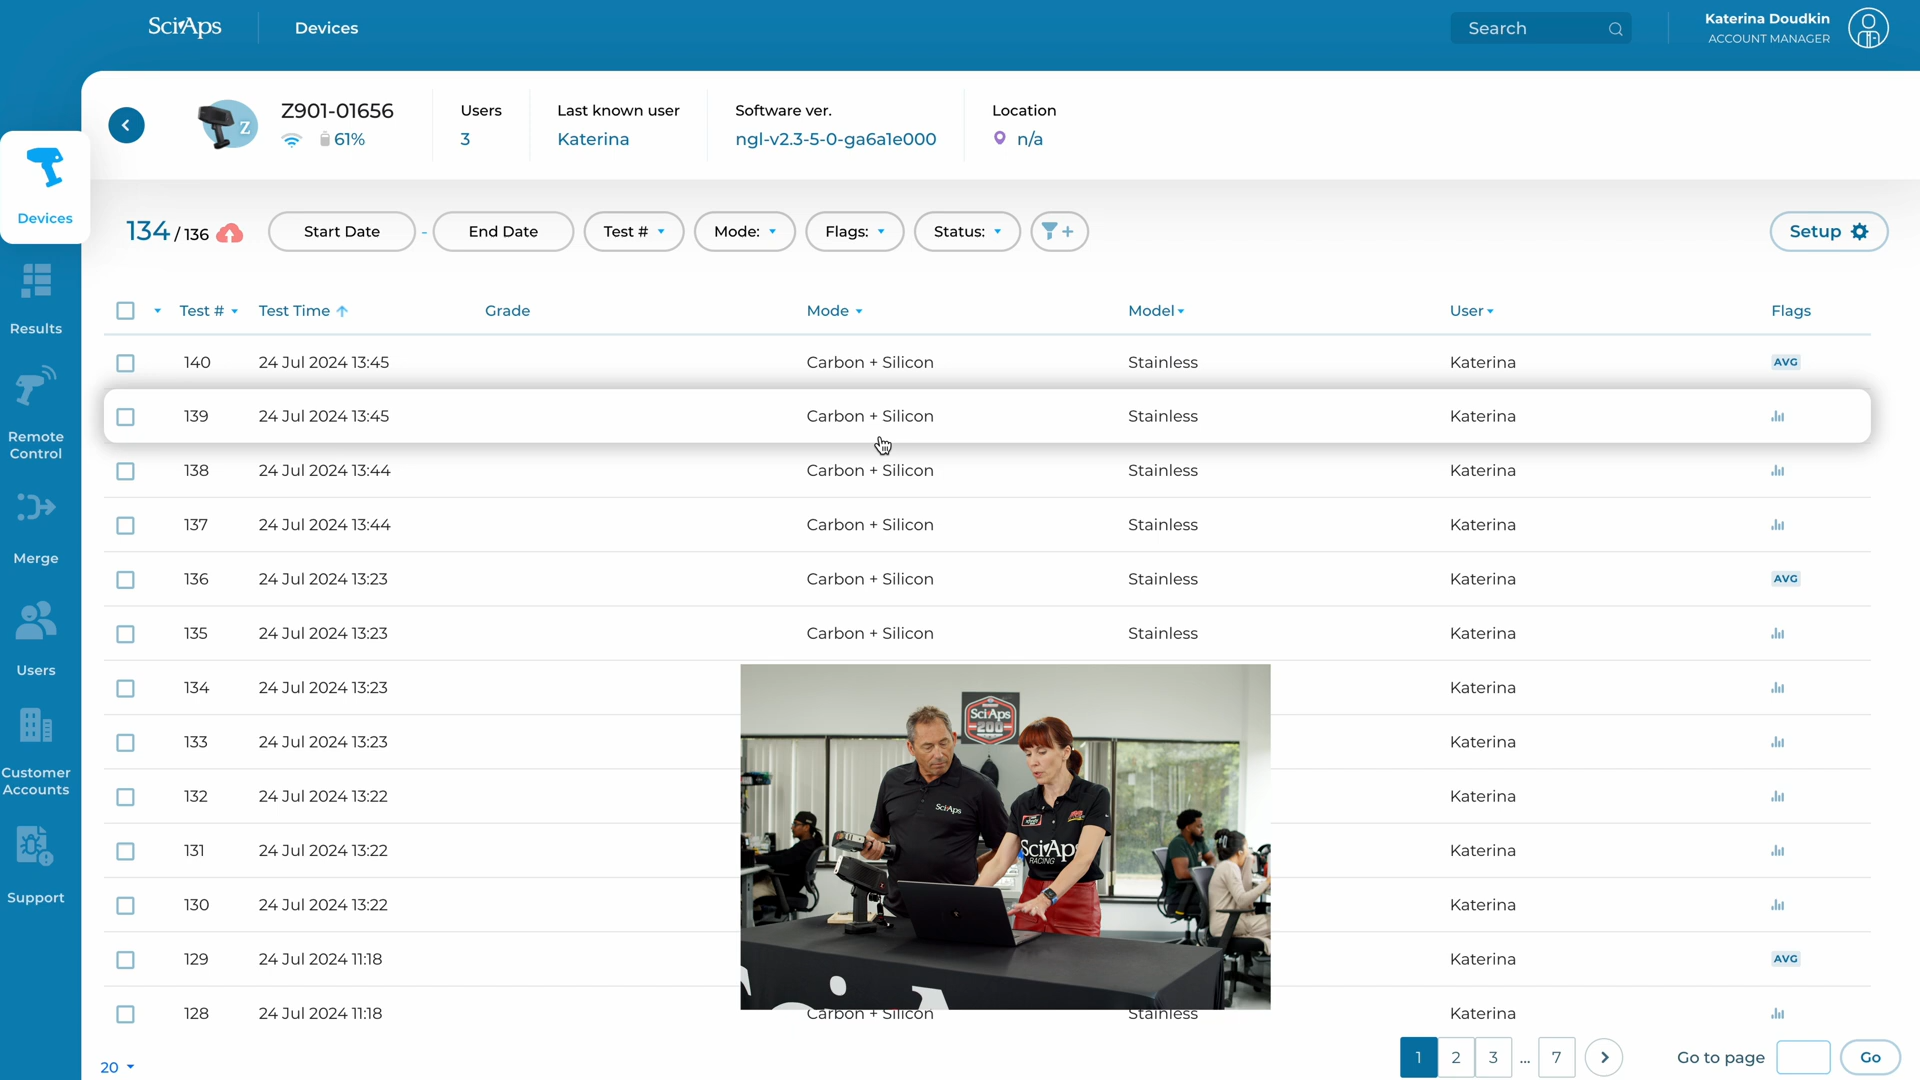 SciAps
Devices
Search
Katerina Doudkin
ACCOUNT MANAGER
Z901-01656
61%
Z
Users
3
Last known user
Katerina
Software ver.
ngl-v2.3-5-0-ga6a1e000
Location
n/a
Devices
Results
Remote
Control
Merge
Users
Customer
Accounts
Support
134 / 136
Start Date - End Date
Test #
Mode:
Flags:
Status:
+
Setup
Test # Test Time Grade Mode Model User Flags
140 24 Jul 2024 13:45 Carbon + Silicon Stainless Katerina AVG
139 24 Jul 2024 13:45 Carbon + Silicon Stainless Katerina
138 24 Jul 2024 13:44 Carbon + Silicon Stainless Katerina
137 24 Jul 2024 13:44 Carbon + Silicon Stainless Katerina
136 24 Jul 2024 13:23 Carbon + Silicon Stainless Katerina AVG
135 24 Jul 2024 13:23 Carbon + Silicon Stainless Katerina
134 24 Jul 2024 13:23 Katerina
133 24 Jul 2024 13:23 Katerina
132 24 Jul 2024 13:22 Katerina
131 24 Jul 2024 13:22 Katerina
130 24 Jul 2024 13:22 Katerina
129 24 Jul 2024 11:18 Katerina AVG
128 24 Jul 2024 11:18 Carbon + Silicon Stainless Katerina
SciAps
200
SciAps
SciAps
RACING
20
1 2 3 ... 7
Go to page
Go